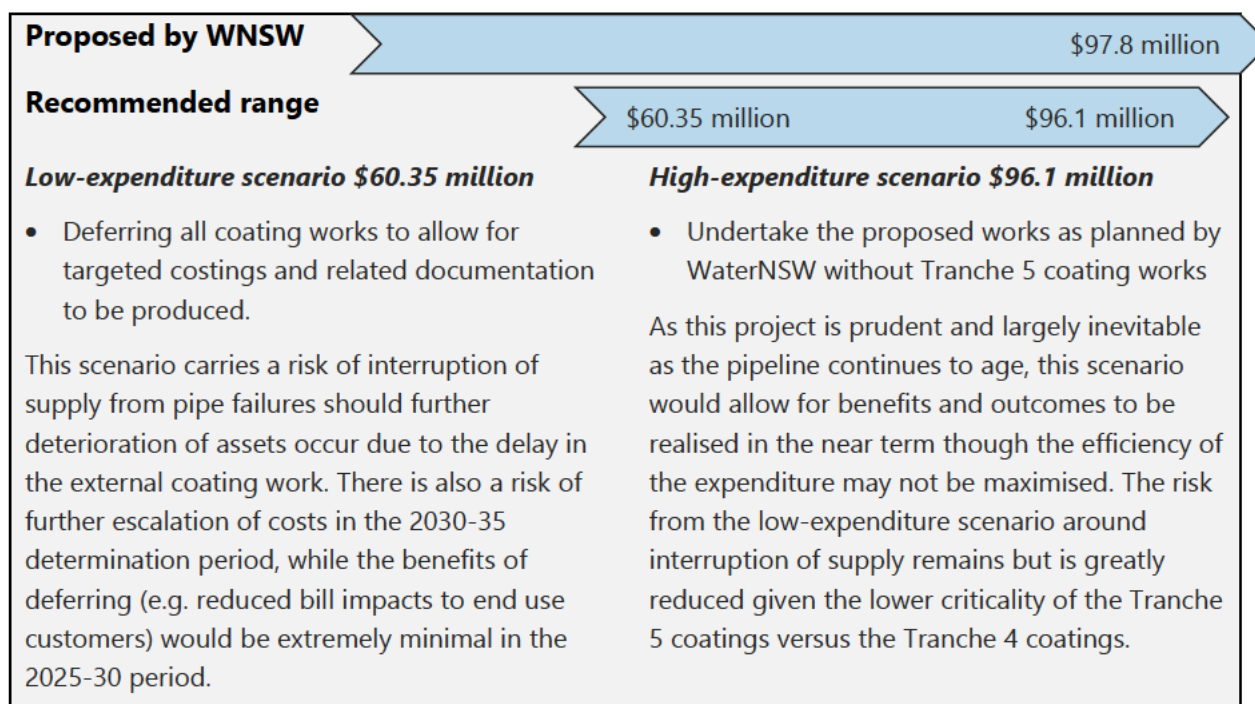 Proposed by WNSW
$97.8 million
Recommended range
$60.35 million
$96.1 million
Low-expenditure scenario $60.35 million
• Deferring all coating works to allow for
targeted costings and related documentation
to be produced.
This scenario carries a risk of interruption of
supply from pipe failures should further
deterioration of assets occur due to the delay in
the external coating work. There is also a risk of
further escalation of costs in the 2030-35
determination period, while the benefits of
deferring (e.g. reduced bill impacts to end use
customers) would be extremely minimal in the
2025-30 period.
High-expenditure scenario $96.1 million
• Undertake the proposed works as planned by
WaterNSW without Tranche 5 coating works
As this project is prudent and largely inevitable
as the pipeline continues to age, this scenario
would allow for benefits and outcomes to be
realised in the near term though the efficiency of
the expenditure may not be maximised. The risk
from the low-expenditure scenario around
interruption of supply remains but is greatly
reduced given the lower criticality of the Tranche
5 coatings versus the Tranche 4 coatings.